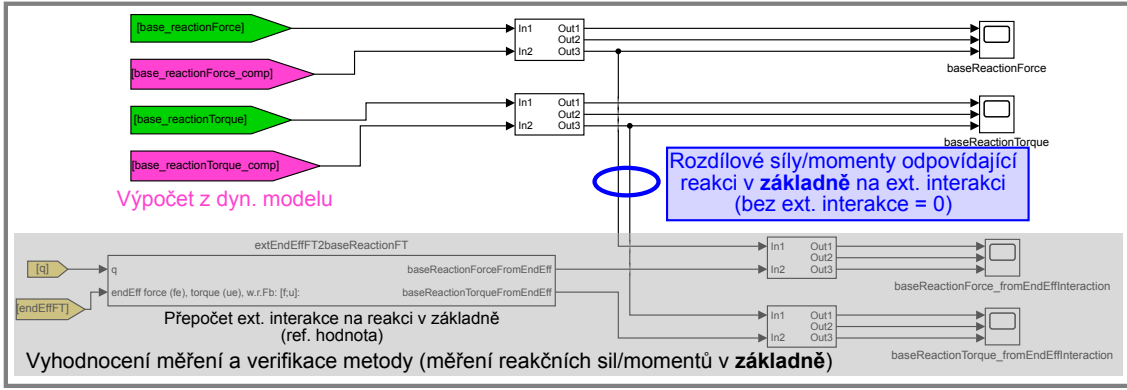 [base_reactionForce]
In1
Out1
Out2
In2
Out3
baseReactionForce
[base_reactionForce_comp]
In1
Out1
Out2
In2
Out3
[base_reactionTorque]
baseReactionTorque
[base_reactionTorque_comp]
Výpočet z dyn. modelu
Rozdílové síly/momenty odpovídající
reakci v základně na ext. interakci
(bez ext. interakce = 0)
extEndEffFT2baseReactionFT
[q]
q
baseReactionForceFromEndEff
[endEffFT]
endEff force (fe), torque (ue), w.r.Fb: [f;u]:
baseReactionTorqueFromEndEff
In1
Out1
Out2
In2
Out3
baseReactionForce_fromEndEffInteraction
Přepočet ext. interakce na reakci v základně
(ref. hodnota)
In1
Out1
Out2
In2
Out3
baseReactionTorque_fromEndEffInteraction
Vyhodnocení měření a verifikace metody (měření reakčních sil/momentů v základně)